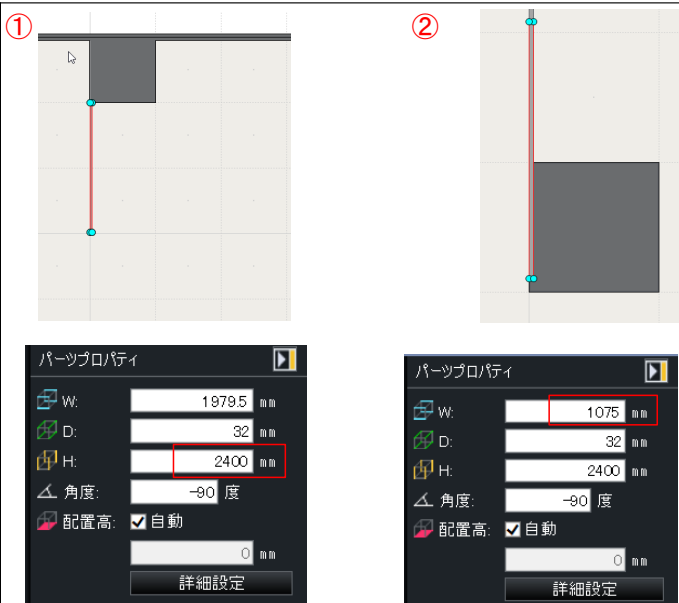 ①
②
パーツプロパティ
W: 1979.5 mm
D: 32 mm
H: 2400 mm
角度: -90 度
配置高: 自動
0 mm
詳細設定
パーツプロパティ
W: 1075 mm
D: 32 mm
H: 2400 mm
角度: -90 度
配置高: 自動
0 mm
詳細設定